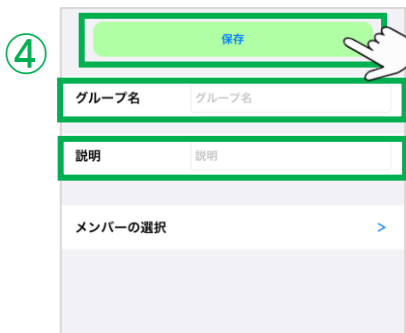 ④
保存
グループ名 グループ名
説明 説明
メンバーの選択 >